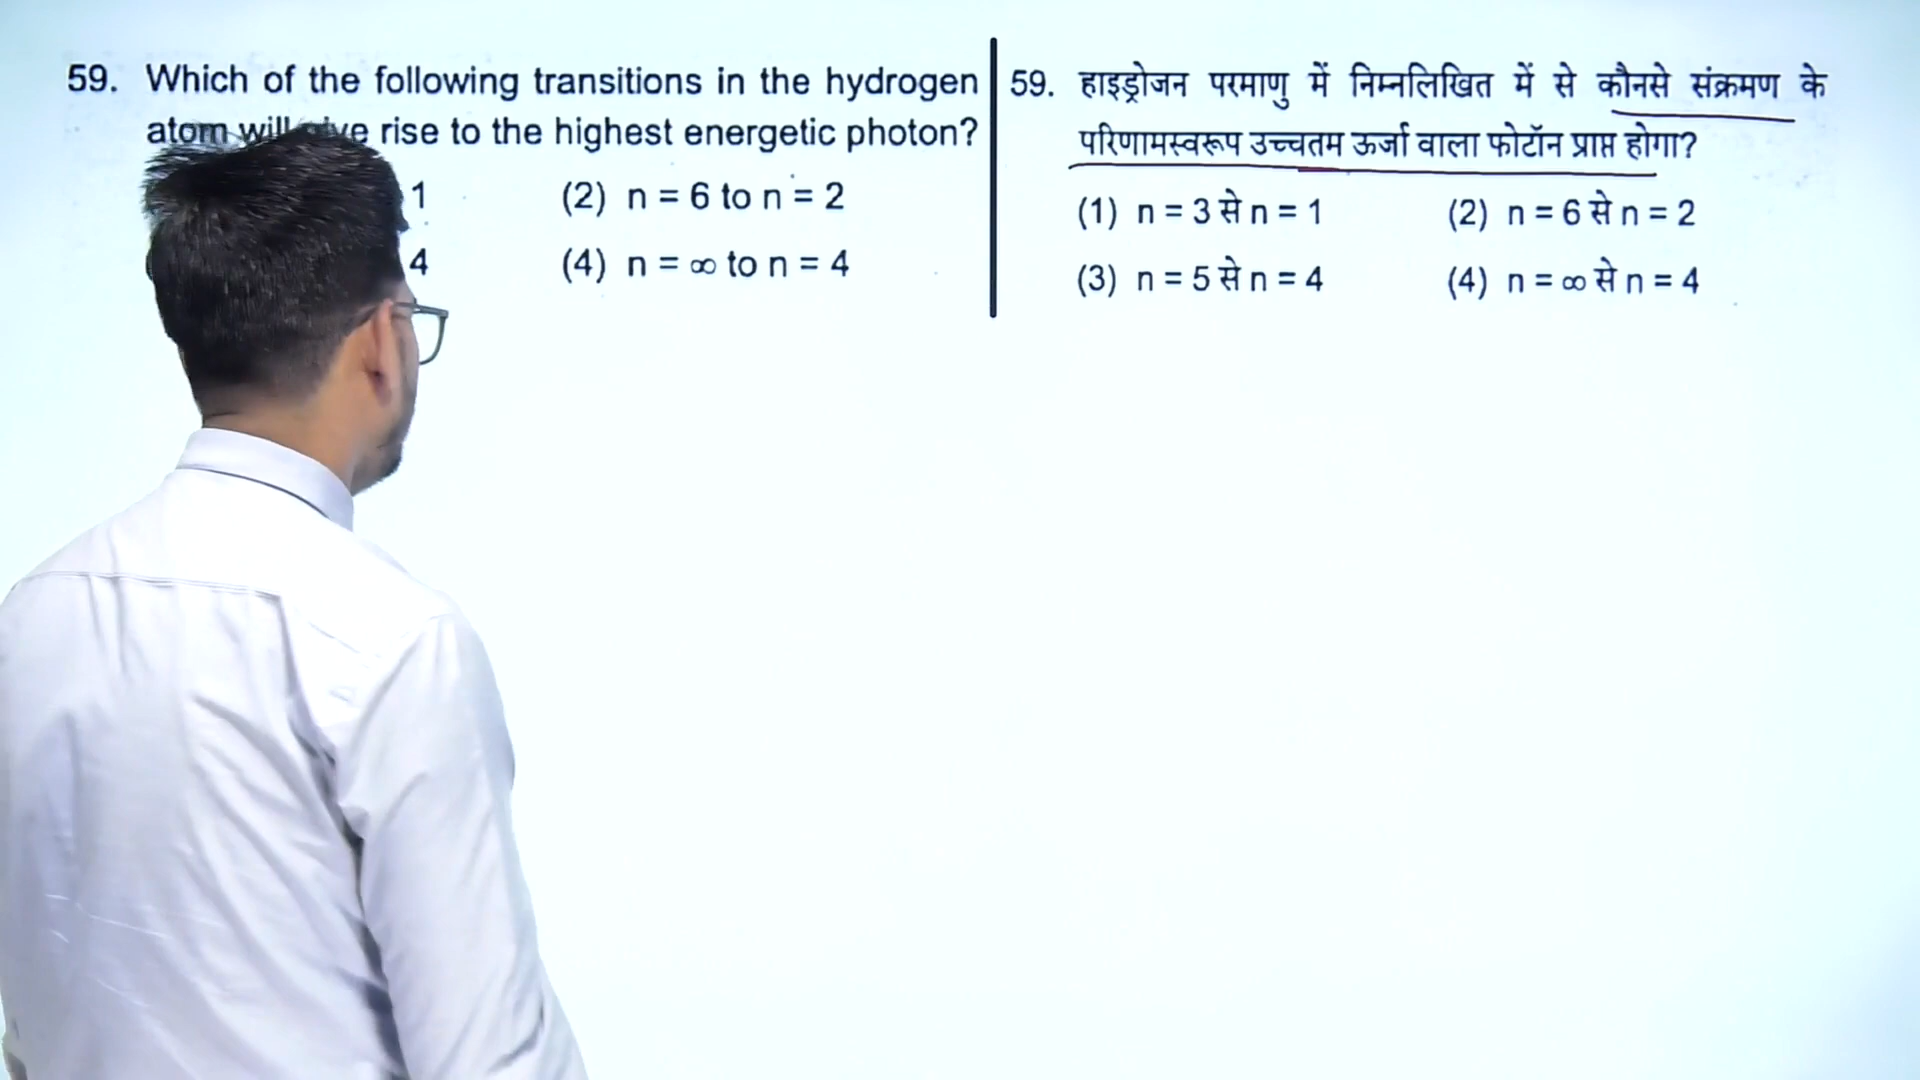 59. Which of the following transitions in the hydrogen
atom will give rise to the highest energetic photon?
1 (2) n = 6 to n = 2
4 (4) n = ∞ to n = 4
59. हाइड्रोजन परमाणु में निम्नलिखित में से कौनसे संक्रमण के
परिणामस्वरूप उच्चतम ऊर्जा वाला फोटॉन प्राप्त होगा?
(1) n = 3 से n = 1 (2) n = 6 से n = 2
(3) n = 5 से n = 4 (4) n = ∞ से n = 4